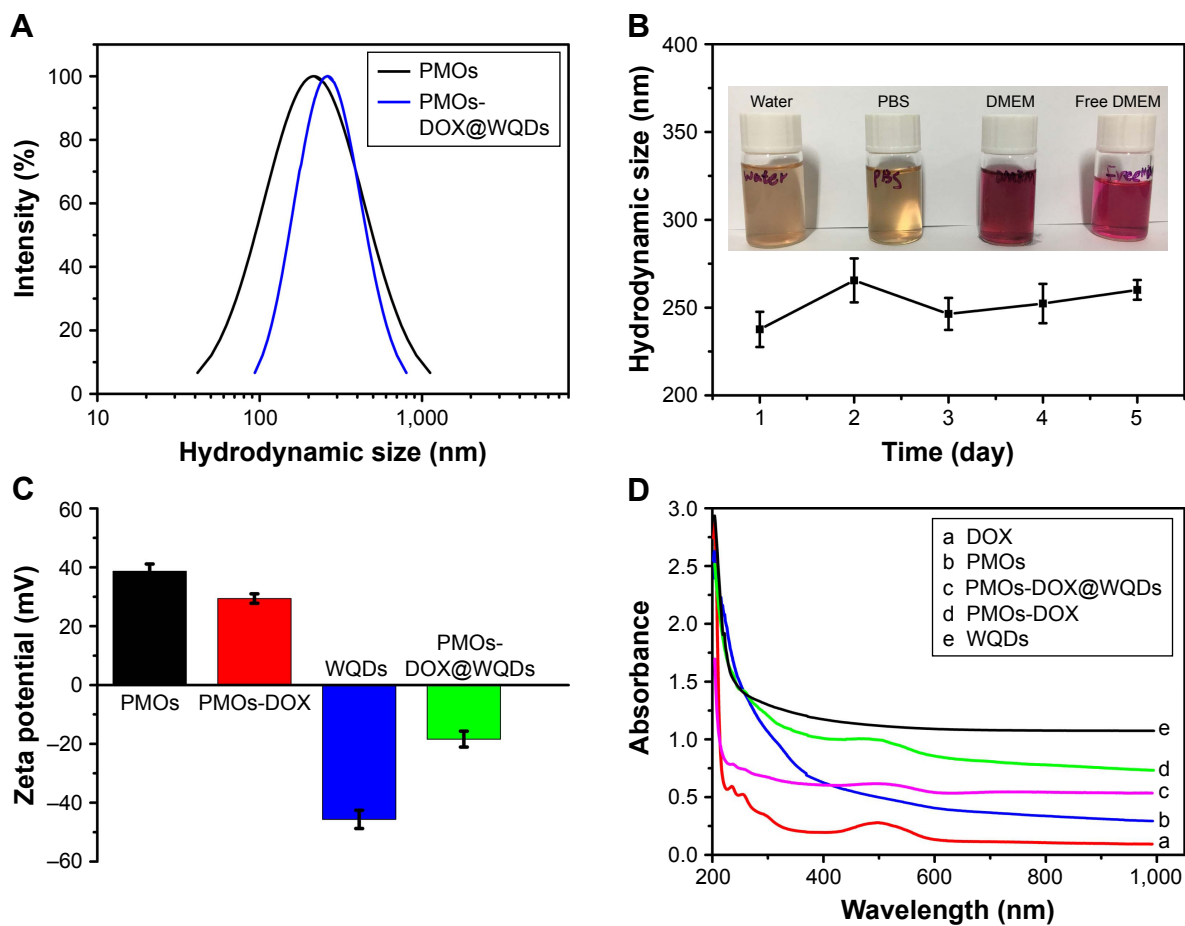 A
Intensity (%)
100
80
60
40
20
0
10
100
1,000
Hydrodynamic size (nm)
PMOs
PMOs-
DOX@WQDs
B
Hydrodynamic size (nm)
400
350
300
250
200
Water
PBS
DMEM
Free DMEM
water
PBS
1
2
3
4
5
Time (day)
C
Zeta potential (mV)
60
40
20
0
–20
–40
–60
PMOs
PMOs-DOX
WQDs
PMOs-
DOX@WQDs
D
Absorbance
3.0
2.5
2.0
1.5
1.0
0.5
0.0
a DOX
b PMOs
c PMOs-DOX@WQDs
d PMOs-DOX
e WQDs
e
d
c
b
a
200
400
600
800
1,000
Wavelength (nm)